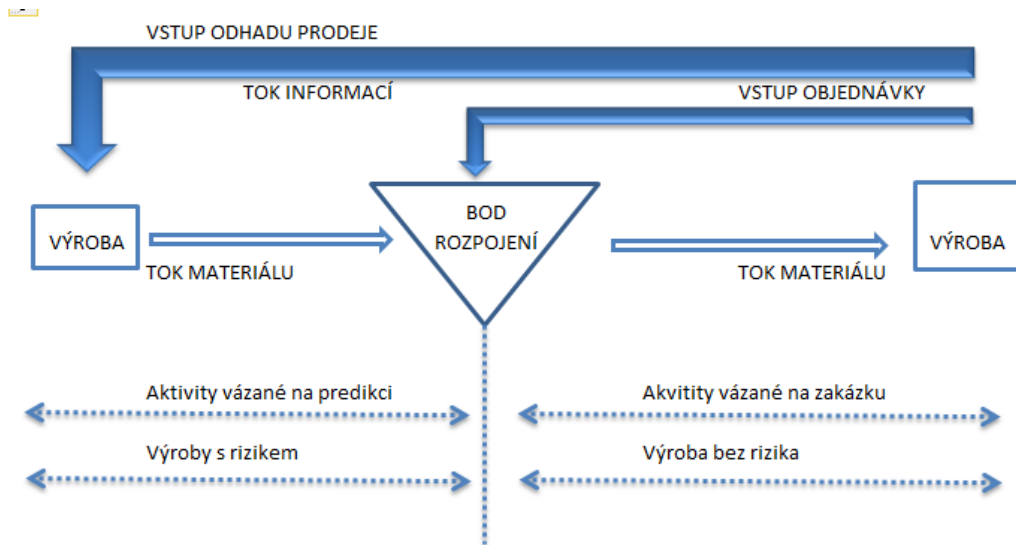 VSTUP ODHADU PRODEJE
TOK INFORMACÍ
VSTUP OBJEDNÁVKY
VÝROBA
BOD
ROZPOJENÍ
VÝROBA
TOK MATERIÁLU
TOK MATERIÁLU
Aktivity vázané na predikci
Akvitity vázané na zakázku
Výroby s rizikem
Výroba bez rizika